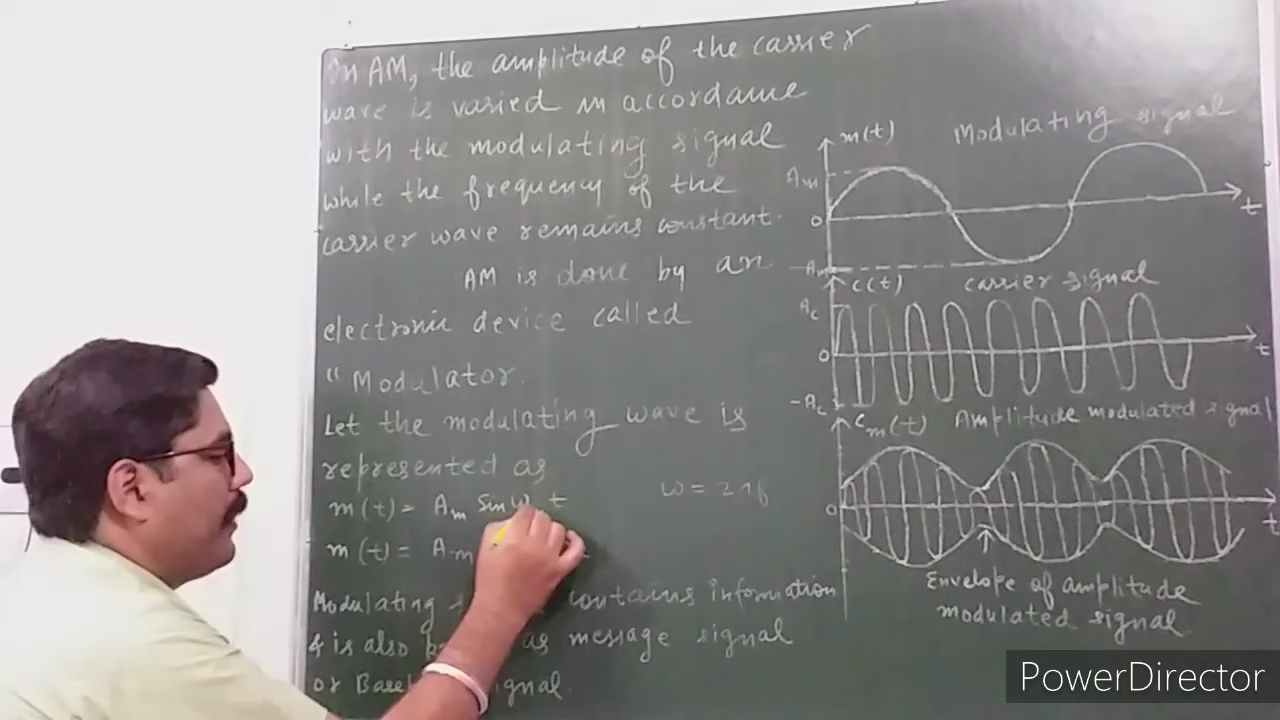 In AM, the amplitude of the carrier
wave is varied in accordance
with the modulating signal
while the frequency of the
carrier wave remains constant.
AM is done by an
electronic device called
"Modulator.
Let the modulating wave is
represented as
m(t) = Am sin t
ω = 2πf
m(t) = Am
Modulating contains information
& is also as message signal
or
m(t) Modulating signal
Am
0
t
-Am
c(t) carrier signal
Ac
0
t
-Ac
Cm(t) Amplitude modulated signal
0
t
Envelope of amplitude
modulated signal.
PowerDirector